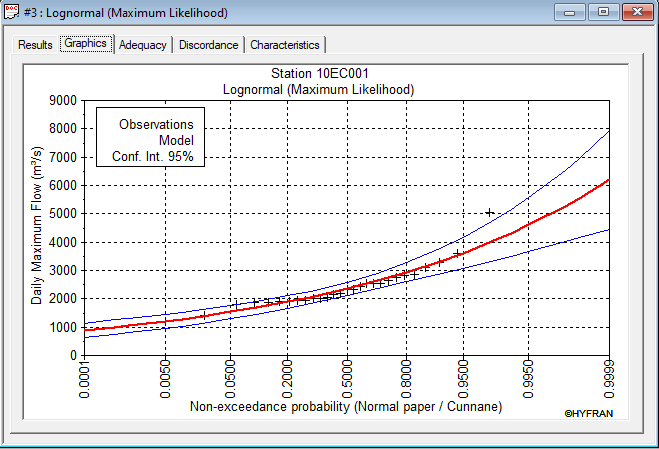 DOC
#3 : Lognormal (Maximum Likelihood)
Results Graphics Adequacy Discordance Characteristics
Station 10EC001
Lognormal (Maximum Likelihood)
Observations
Model
Conf. Int. 95%
Daily Maximum Flow (m³/s)
9000
8000
7000
6000
5000
4000
3000
2000
1000
0
0.0001 0.0050 0.0500 0.2000 0.5000 0.8000 0.9500 0.9950 0.9999
Non-exceedance probability (Normal paper / Cunnane)
©HYFRAN